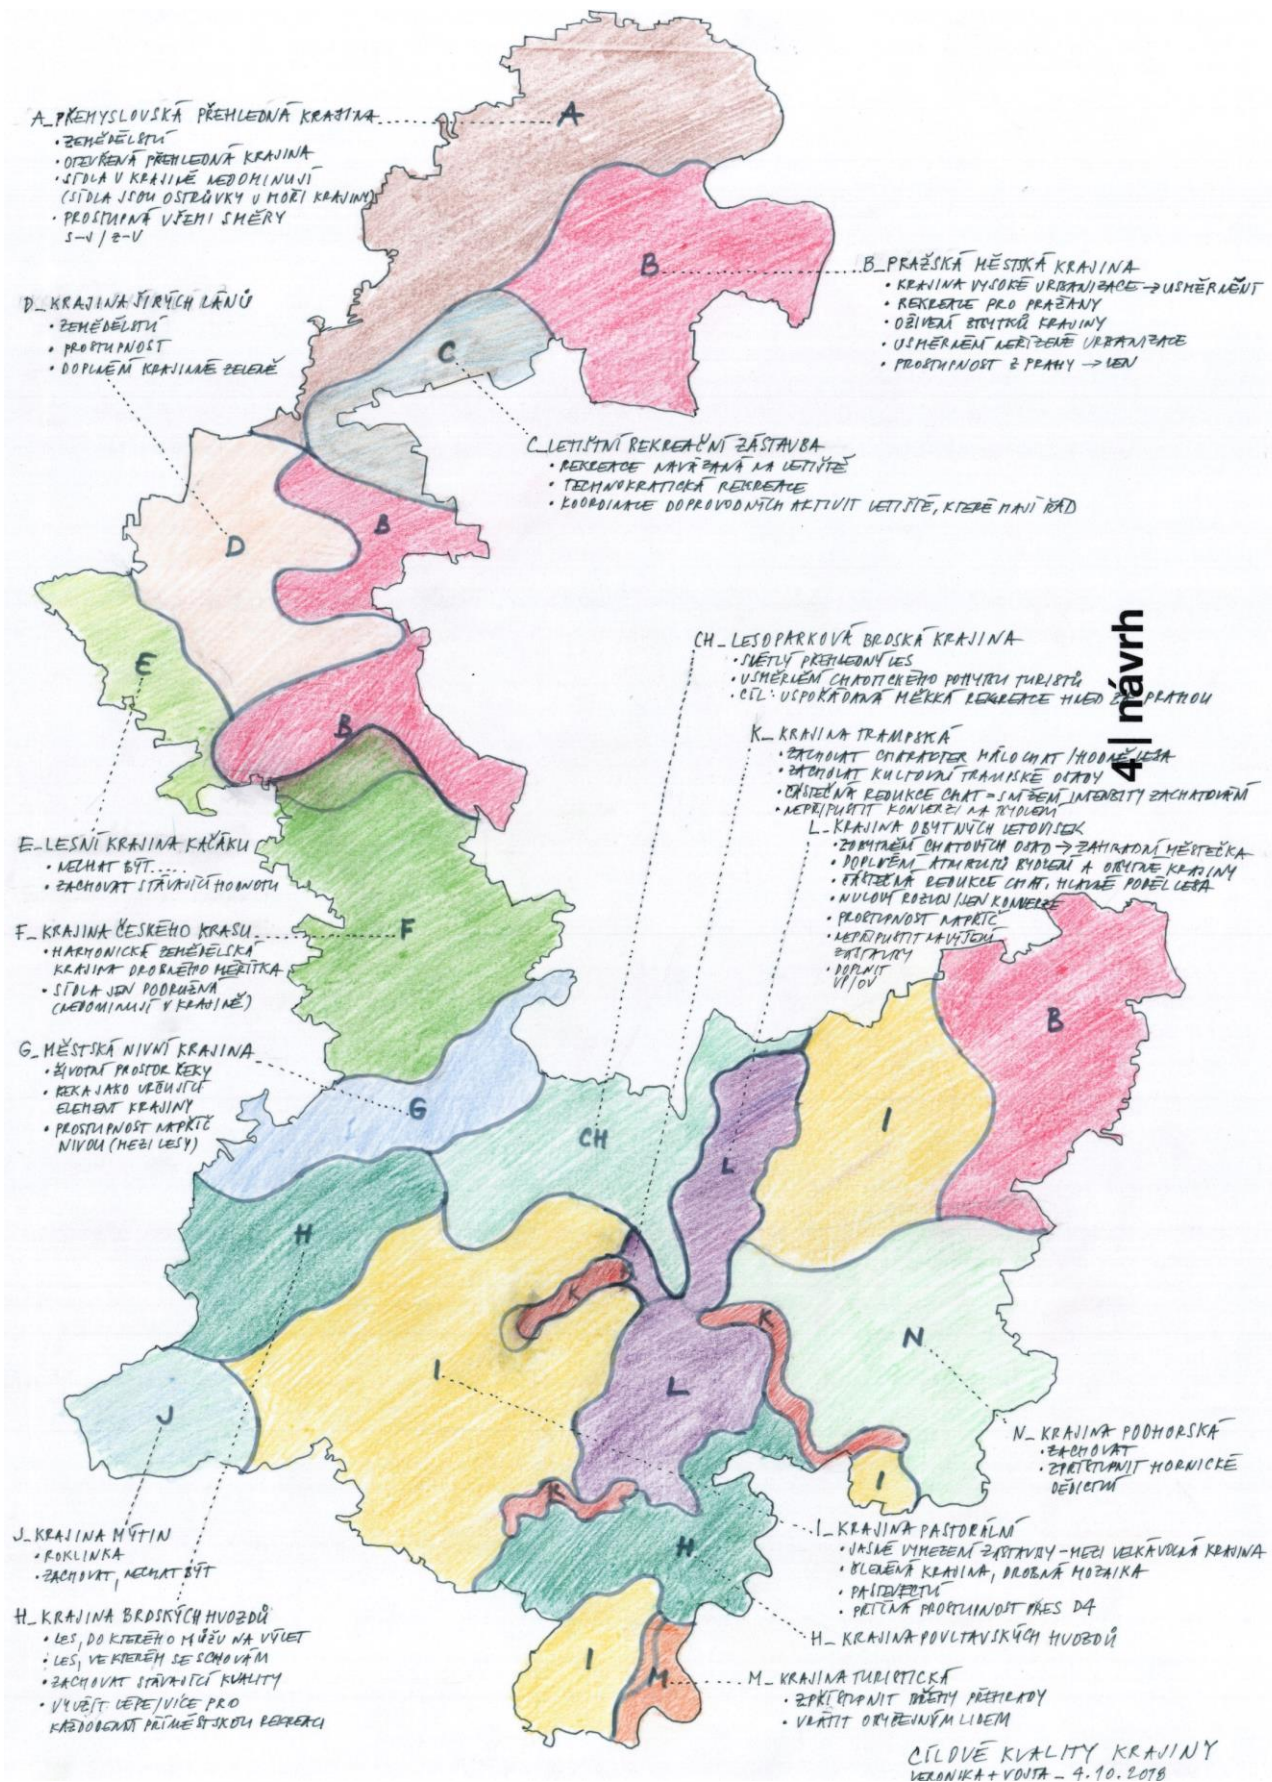 A_PŘEMYSLOVSKÁ PŘEHLEDNÁ KRAJINA
• ZEMĚDĚLSTVÍ
• OTEVŘENÁ PŘEHLEDNÁ KRAJINA
• SÍDLA V KRAJINĚ NEDOMINUJÍ
(SÍDLA JSOU OSTRŮVKY V MOŘI KRAJINY)
• PROSTUPNÁ VŠEMI SMĚRY
S-J / Z-V
A
B
B_PRAŽSKÁ MĚSTSKÁ KRAJINA
• KRAJINA VYSOKÉ URBANIZACE → USMĚRNĚNÍ
• REKREACE PRO PRAŽANY
• OŽIVENÍ ZBYTKŮ KRAJINY
• USMĚRNĚNÍ NEŘÍZENÉ URBANIZACE
• PROSTUPNOST Z PRAHY → VEN
D_KRAJINA ŠIRÝCH LÁNŮ
• ZEMĚDĚLSTVÍ
• PROSTUPNOST
• DOPLNĚNÍ KRAJINNÉ ZELENĚ
C
C_LETIŠTNÍ REKREAČNÍ ZÁSTAVBA
• REKREACE NAVÁZANÁ NA LETIŠTĚ
• TECHNOKRATICKÁ REKREACE
• KOORDINACE DOPROVODNÝCH AKTIVIT LETIŠTĚ, KTERÉ MAJÍ ŘÁD
D
B
E
B
4 | návrh
CH_LESOPARKOVÁ BRDSKÁ KRAJINA
• SVĚTLÝ PŘEHLEDNÝ LES
• USMĚRNĚNÍ CHAOTICKÉHO POHYBU TURISTŮ
• CÍL: USPOŘÁDANÁ MĚKKÁ REKREACE HNED ZA PRAHOU
K_KRAJINA TRAMPSKÁ
• ZACHOVAT CHARAKTER MÁLO CHAT / HODNĚ LESA
• ZACHOVAT KULTOVNÍ TRAMPSKÉ OSADY
• ČÁSTEČNÁ REDUKCE CHAT = SNÍŽENÍ INTENZITY ZACHATOVÁNÍ
• NEPŘIPUSTIT KONVERZI NA BYDLENÍ
L_KRAJINA OBYTNÝCH LETOVISEK
• ZOBYTNĚNÍ CHATOVÝCH OSAD → ZAHRADNÍ MĚSTEČKA
• DOPLNĚNÍ ATRIBUTŮ BYDLENÍ A OBYTNÉ KRAJINY
• ČÁSTEČNÁ REDUKCE CHAT, HLAVNĚ PODÉL LESA
• NULOVÝ ROZVOJ / JEN KONVERZE
• PROSTUPNOST NAPŘÍČ
• NEPŘIPUSTIT NAVÝŠENÍ
ZÁSTAVBY
• DOPLNIT
VP/OV
E_LESNÍ KRAJINA KAČÁKU
• NECHAT BÝT.....
• ZACHOVAT STÁVAJÍCÍ HODNOTU
F_KRAJINA ČESKÉHO KRASU
• HARMONICKÁ ZEMĚDĚLSKÁ
KRAJINA DROBNÉHO MĚŘÍTKA
• SÍDLA JEN PODRUŽNÁ
(NEDOMINUJÍ V KRAJINĚ)
F
B
G_MĚSTSKÁ NIVNÍ KRAJINA
• ŽIVOTNÍ PROSTOR ŘEKY
• ŘEKA JAKO URČUJÍCÍ
ELEMENT KRAJINY
• PROSTUPNOST NAPŘÍČ
NIVOU (MEZI LESY)
I
G
CH
L
I
H
K
K
N
I
L
J
I
K
N_KRAJINA PODHORSKÁ
• ZACHOVAT
• ZPŘÍSTUPNIT HORNICKÉ
DĚDICTVÍ
J_KRAJINA MÝTIN
• ROKLINKA
• ZACHOVAT, NECHAT BÝT
H
I_KRAJINA PASTORÁLNÍ
• JASNÉ VYMEZENÍ ZÁSTAVBY - MEZI VELKÁ VOLNÁ KRAJINA
• ČLENĚNÁ KRAJINA, DROBNÁ MOZAIKA
• PASTEVECTVÍ
• PŘÍČNÁ PROSTUPNOST PŘES D4
H_KRAJINA BRDSKÝCH HVOZDŮ
• LES, DO KTERÉHO MŮŽU NA VÝLET
• LES, VE KTERÉM SE SCHOVÁM
• ZACHOVAT STÁVAJÍCÍ KVALITY
• VYUŽÍT LÉPE/VÍCE PRO
KAŽDODENNÍ PŘÍMĚSTSKOU REKREACI
H_KRAJINA POVLTAVSKÝCH HVOZDŮ
I
M
M_KRAJINA TURISTICKÁ
• ZPŘÍSTUPNIT BŘEHY PŘEHRADY
• VRÁTIT OBYČEJNÝM LIDEM
CÍLOVÉ KVALITY KRAJINY
VERONIKA + VOJTA _ 4.10.2018